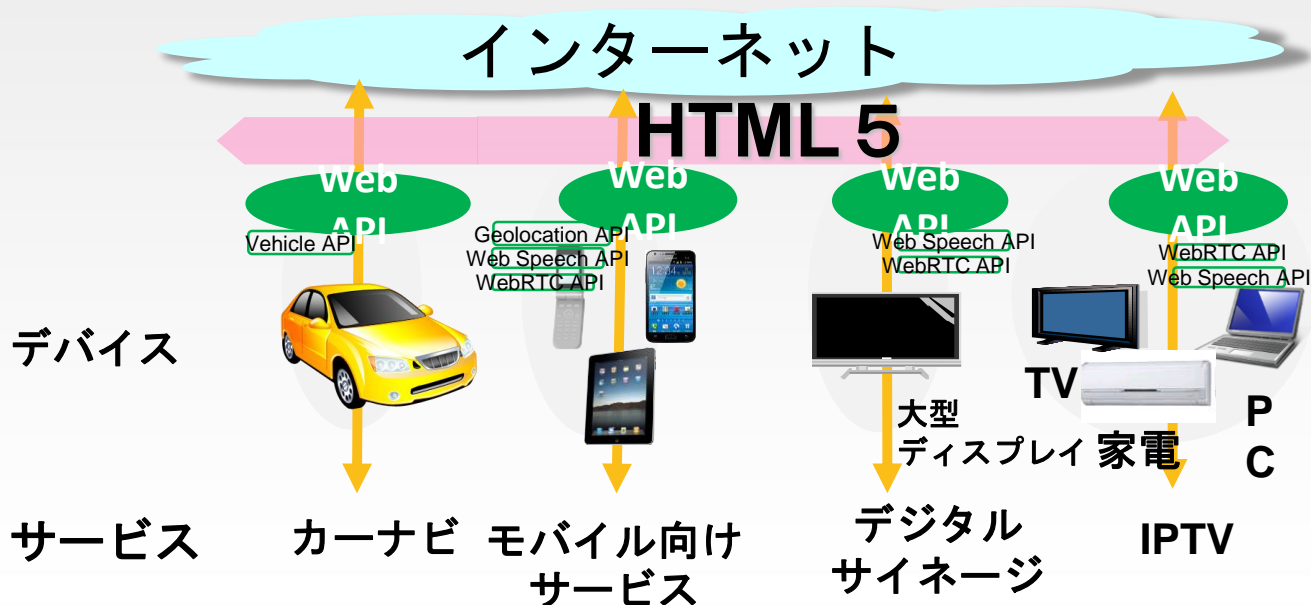 インターネット
HTML５
Web
API
Web
API
Web
API
Web
API
Vehicle API
Geolocation API
Web Speech API
WebRTC API
Web Speech API
WebRTC API
WebRTC API
Web Speech API
デバイス
TV
大型
ディスプレイ
家電
P
C
サービス
カーナビ
モバイル向け
サービス
デジタル
サイネージ
IPTV